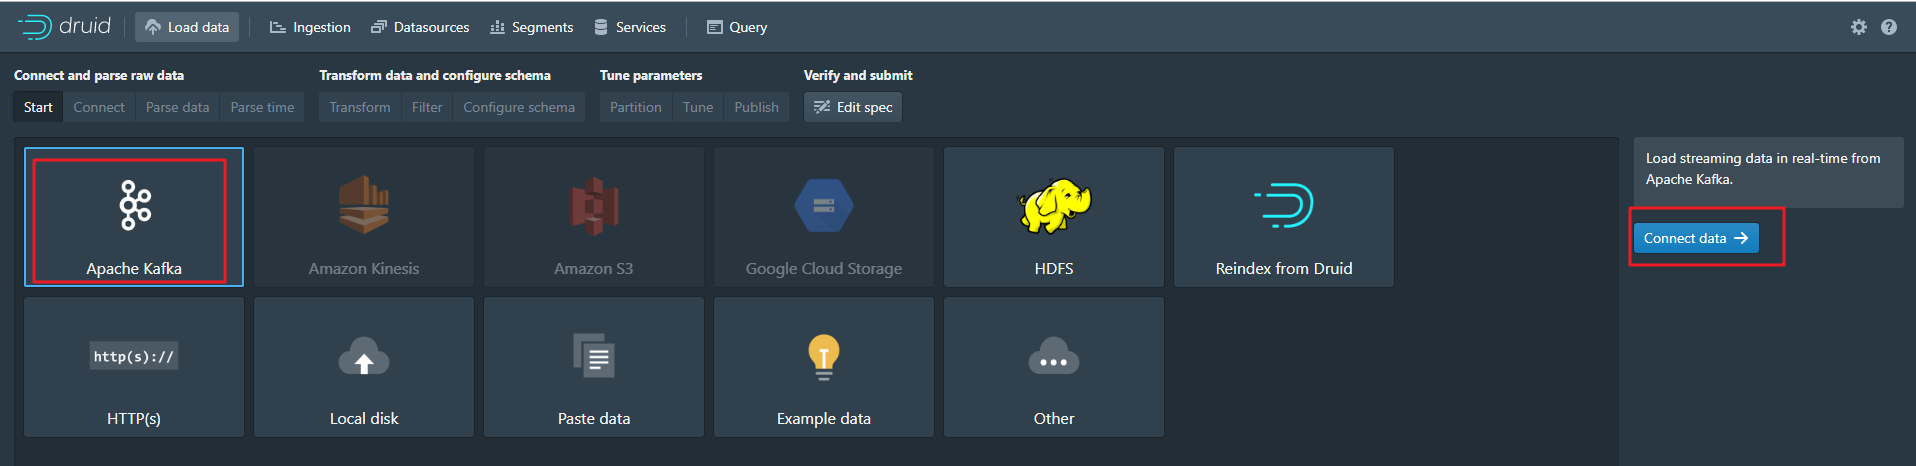 druid Load data Ingestion Datasources Segments Services Query
Connect and parse raw data Transform data and configure schema Tune parameters Verify and submit
Start Connect Parse data Parse time Transform Filter Configure schema Partition Tune Publish Edit spec
Apache Kafka Amazon Kinesis Amazon S3 Google Cloud Storage HDFS Reindex from Druid
http(s)://
HTTP(s) Local disk Paste data Example data Other
Load streaming data in real-time from
Apache Kafka.
Connect data